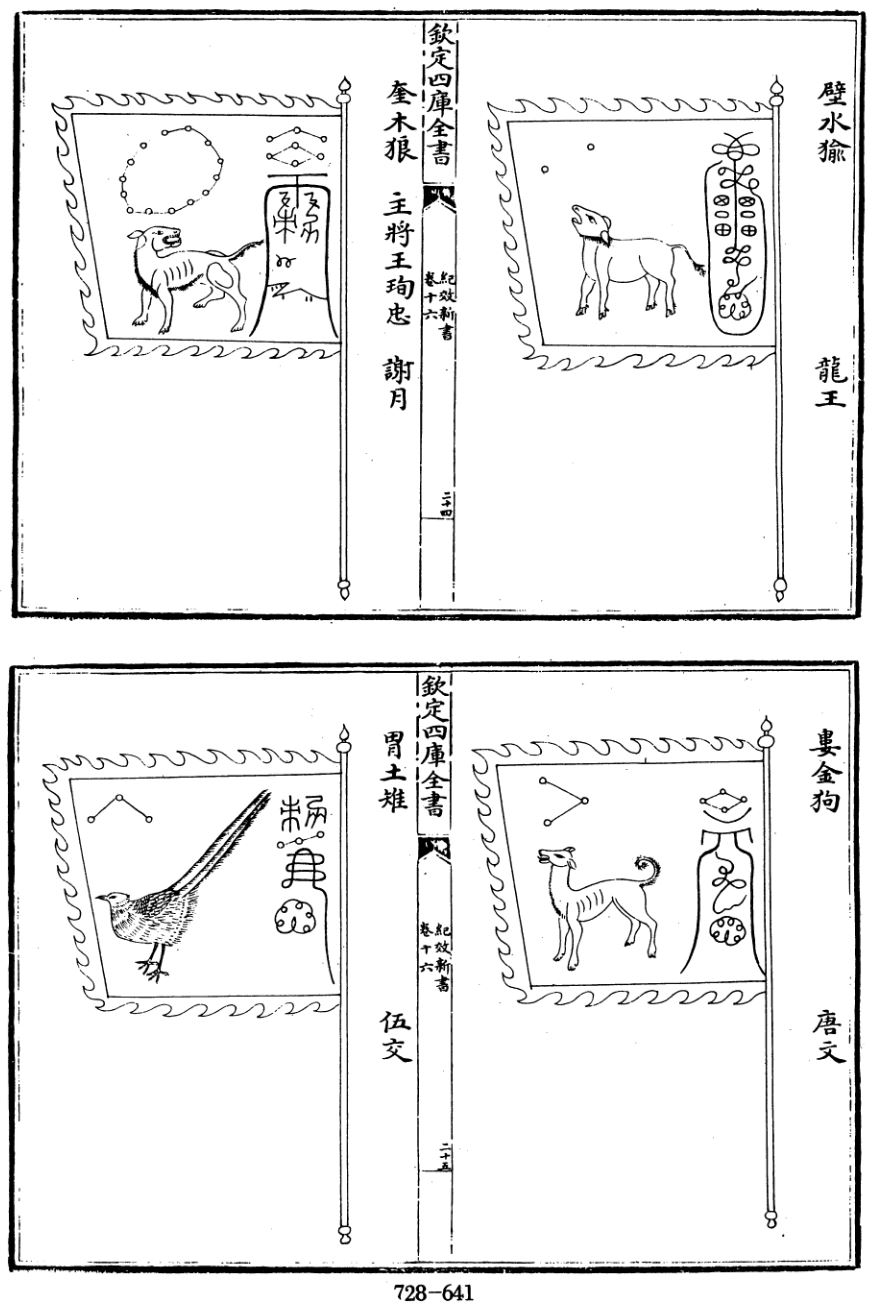 壁水㺄
龍王
欽定四庫全書
紀效新書
卷十六
二十四
奎木狼
主將王珣忠
謝月
婁金狗
唐文
欽定四庫全書
紀效新書
卷十六
二十五
胃土雉
伍交
728-641